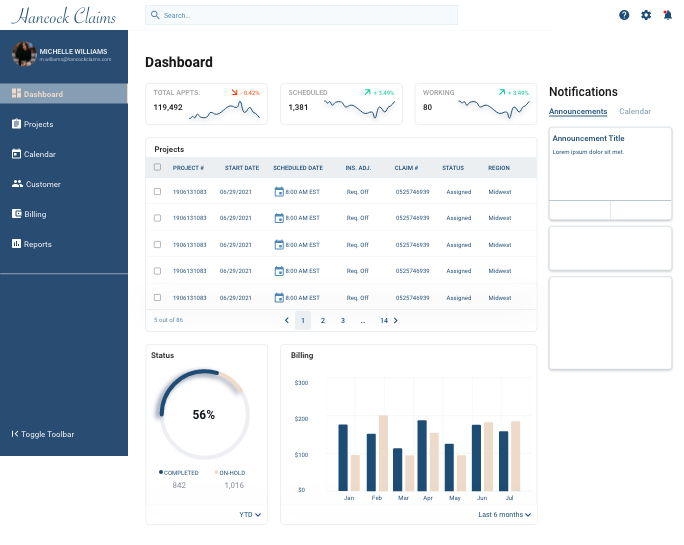 Hancock Claims
Search...
MICHELLE WILLIAMS
m.williams@hancockclaims.com
Dashboard
Projects
Calendar
Customer
Billing
Reports
Toggle Toolbar
Dashboard
TOTAL APPTS. - 0.42%
119,492
SCHEDULED + 3.49%
1,381
WORKING + 3.49%
80
Projects
PROJECT # START DATE SCHEDULED DATE INS. ADJ. CLAIM # STATUS REGION
1906131083 06/29/2021 8:00 AM EST Req. Off 0525746939 Assigned Midwest
1906131083 06/29/2021 8:00 AM EST Req. Off 0525746939 Assigned Midwest
1906131083 06/29/2021 8:00 AM EST Req. Off 0525746939 Assigned Midwest
1906131083 06/29/2021 8:00 AM EST Req. Off 0525746939 Assigned Midwest
1906131083 06/29/2021 8:00 AM EST Req. Off 0525746939 Assigned Midwest
5 out of 86 1 2 3 .. 14
Status
56%
COMPLETED ON-HOLD
842 1,016
YTD
Billing
$300
$200
$100
$0
Jan Feb Mar Apr May Jun Jul
Last 6 months
Notifications
Announcements Calendar
Announcement Title
Lorem ipsum dolor sit met.